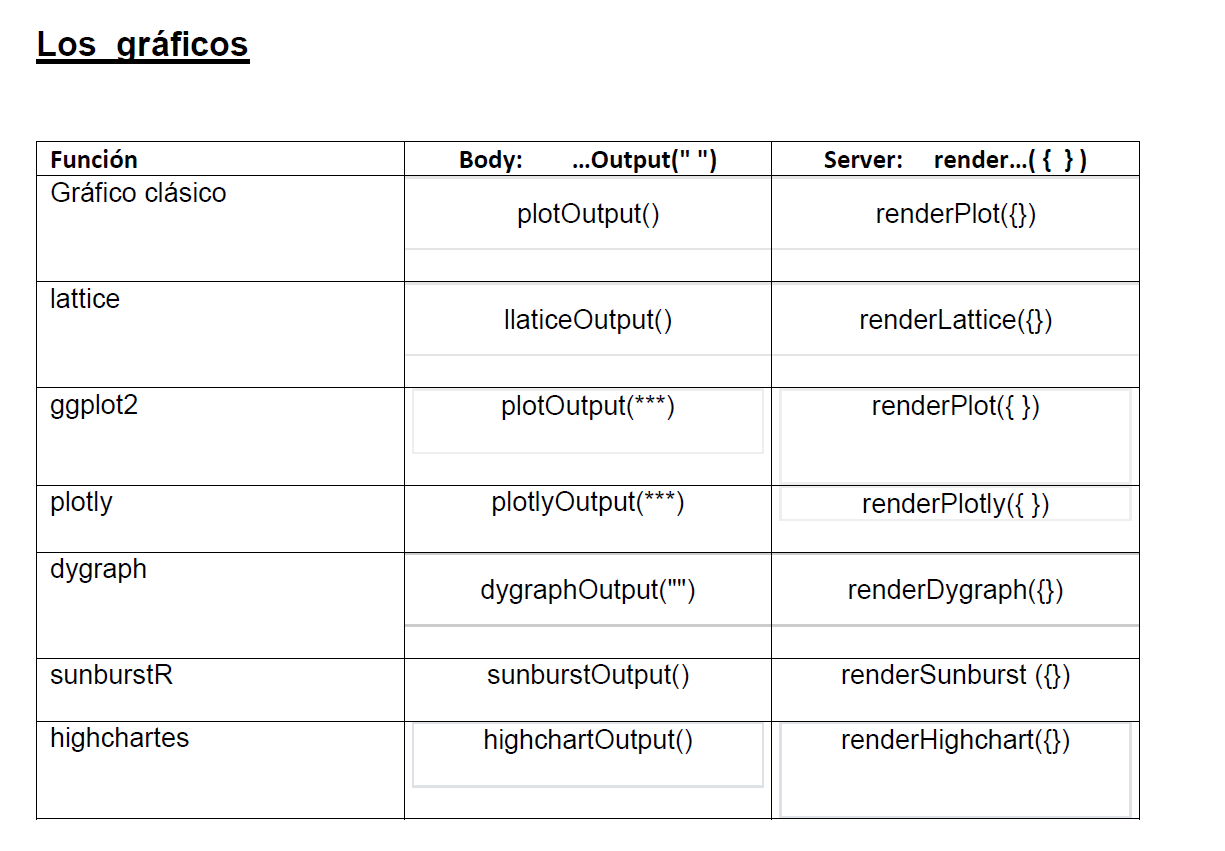 Los gráficos
Función Body: ...Output(" ") Server: render...( { } )
Gráfico clásico plotOutput() renderPlot({})
lattice llaticeOutput() renderLattice({})
ggplot2 plotOutput(***) renderPlot({ })
plotly plotlyOutput(***) renderPlotly({ })
dygraph dygraphOutput("") renderDygraph({})
sunburstR sunburstOutput() renderSunburst ({})
highchartes highchartOutput() renderHighchart({})